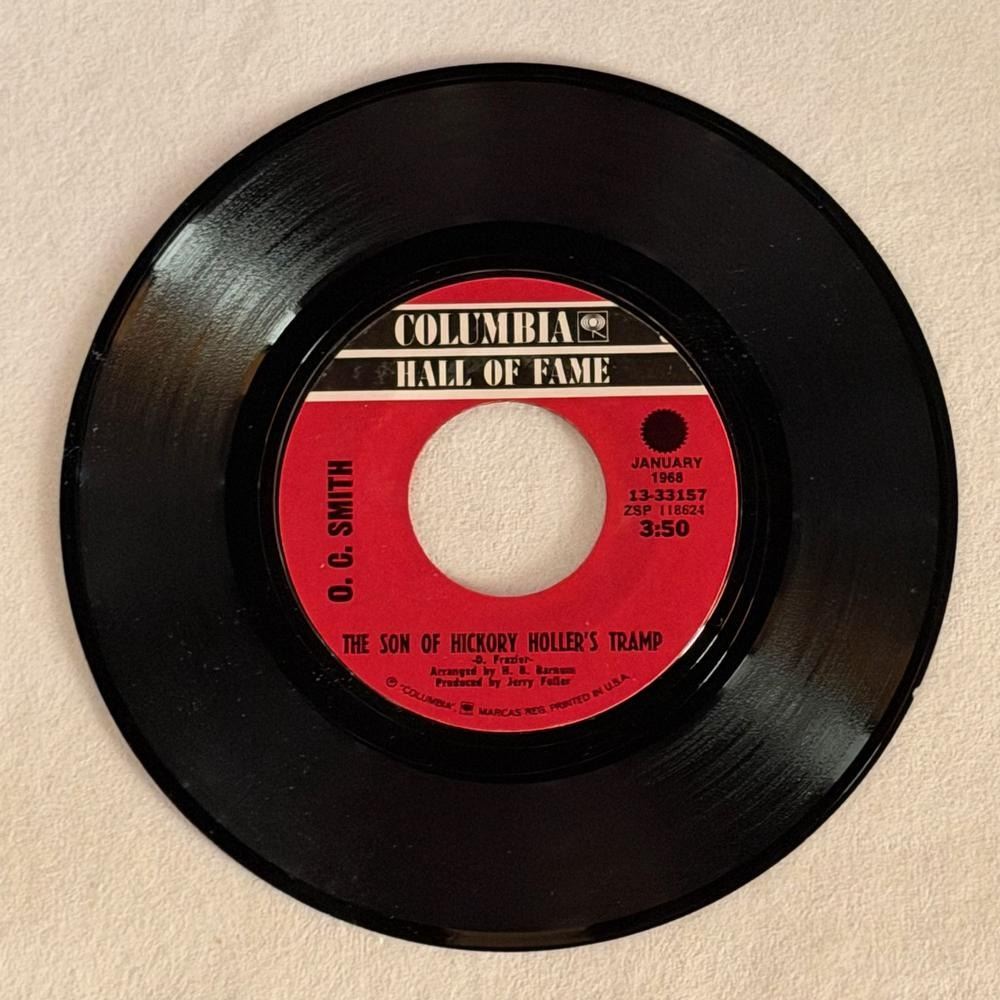 COLUMBIA
HALL OF FAME
JANUARY
1968
13-33157
ZSP 118624
3:50
O. C. SMITH
THE SON OF HICKORY HOLLER'S TRAMP
-D. Frazier-
Arranged by H. B. Barnum
Produced by Jerry Fuller
℗ "COLUMBIA", MARCAS REG. PRINTED IN U.S.A.